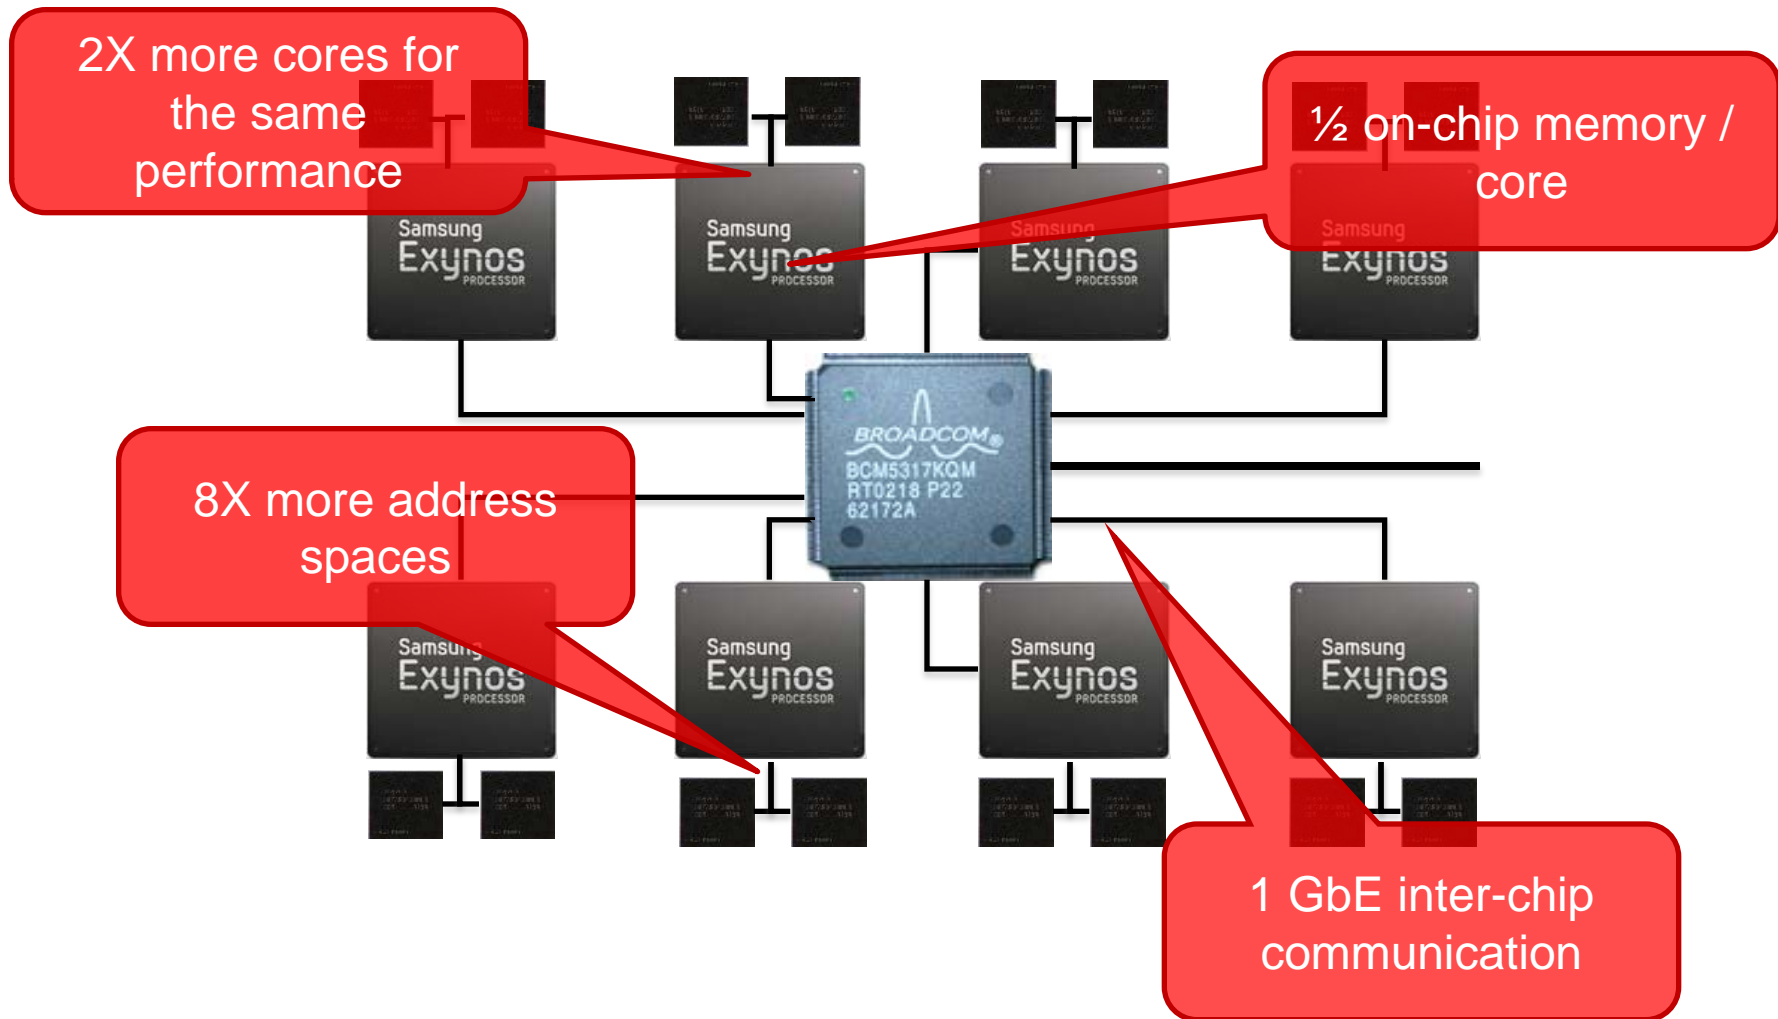 2X more cores for
the same
performance
½ on-chip memory /
core
Samsung
Exynos
PROCESSOR
Samsung
Exynos
PROCESSOR
Samsung
Exynos
PROCESSOR
Samsung
Exynos
PROCESSOR
BROADCOM®
BCM5317KQM
RT0218 P22
62172A
8X more address
spaces
Samsung
Exynos
PROCESSOR
Samsung
Exynos
PROCESSOR
Samsung
Exynos
PROCESSOR
Samsung
Exynos
PROCESSOR
1 GbE inter-chip
communication